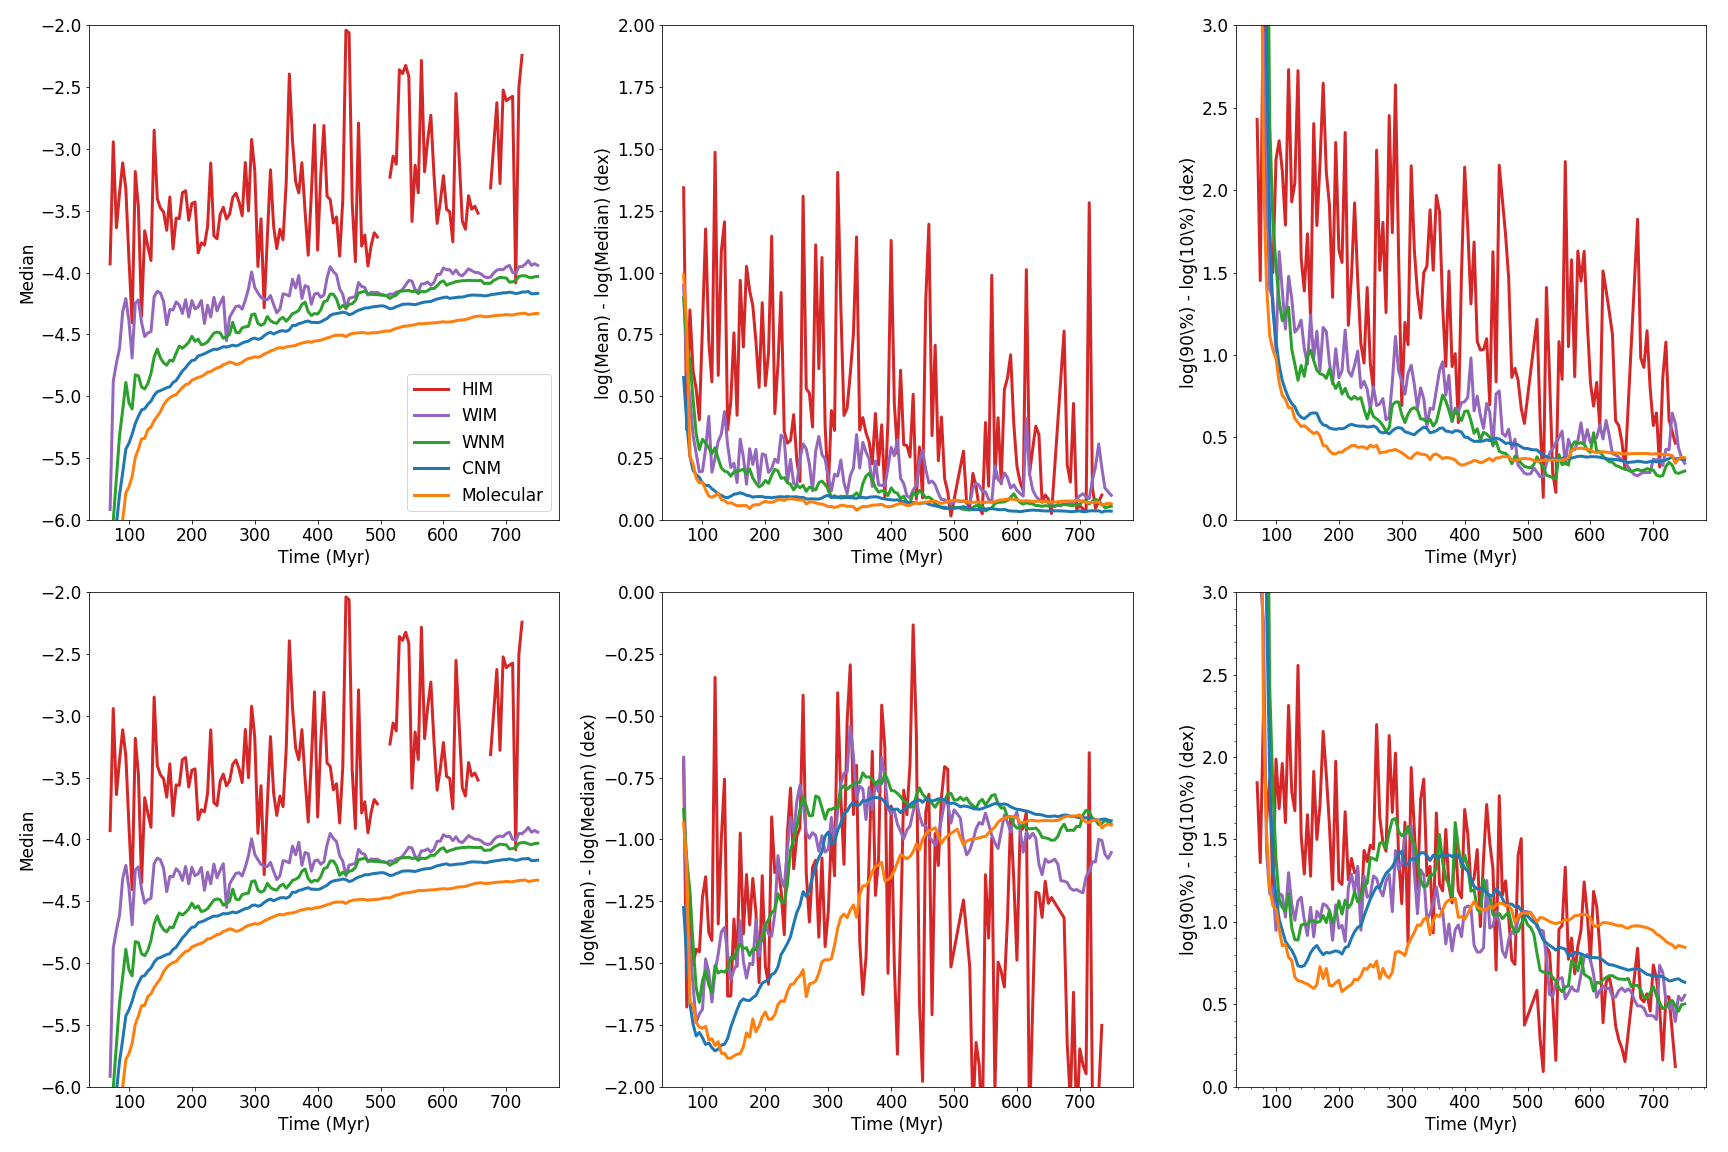 −2.0
−2.5
−3.0
−3.5
−4.0
−4.5
−5.0
−5.5
−6.0
Median
100 200 300 400 500 600 700
Time (Myr)
HIM
WIM
WNM
CNM
Molecular
2.00
1.75
1.50
1.25
1.00
0.75
0.50
0.25
0.00
log(Mean) - log(Median) (dex)
100 200 300 400 500 600 700
Time (Myr)
3.0
2.5
2.0
1.5
1.0
0.5
0.0
log(90\%) - log(10\%) (dex)
100 200 300 400 500 600 700
Time (Myr)
−2.0
−2.5
−3.0
−3.5
−4.0
−4.5
−5.0
−5.5
−6.0
Median
100 200 300 400 500 600 700
Time (Myr)
0.00
−0.25
−0.50
−0.75
−1.00
−1.25
−1.50
−1.75
−2.00
log(Mean) - log(Median) (dex)
100 200 300 400 500 600 700
Time (Myr)
3.0
2.5
2.0
1.5
1.0
0.5
0.0
log(90\%) - log(10\%) (dex)
100 200 300 400 500 600 700
Time (Myr)